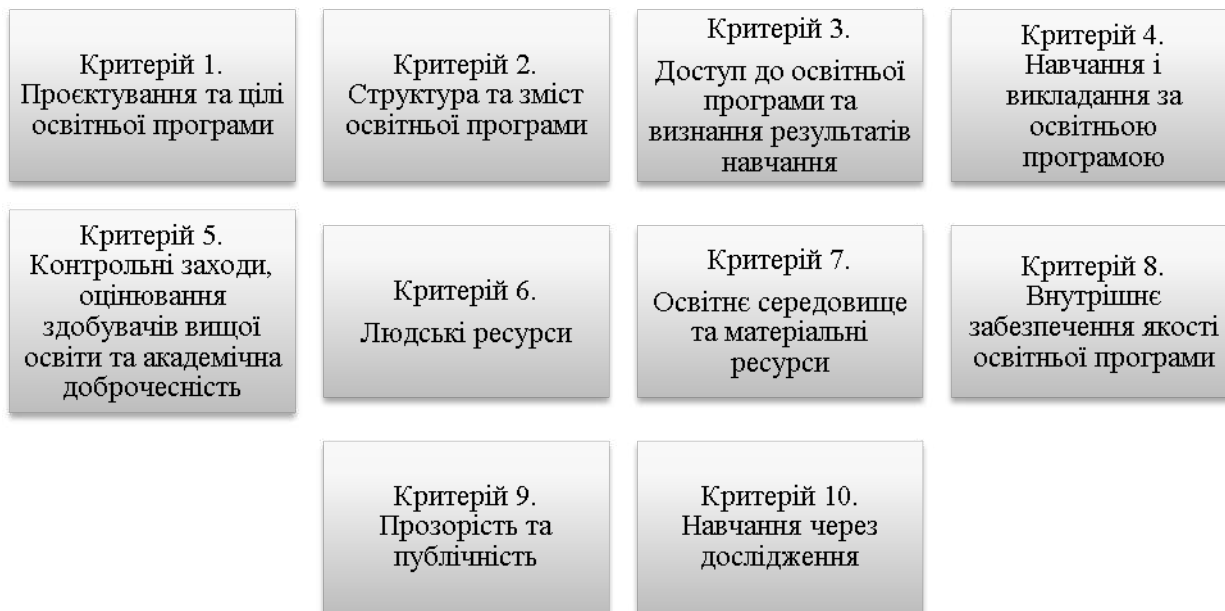 Критерій 1.
Проєктування та цілі
освітньої програми
Критерій 2.
Структура та зміст
освітньої програми
Критерій 3.
Доступ до освітньої
програми та
визнання результатів
навчання
Критерій 4.
Навчання і
викладання за
освітньою
програмою
Критерій 5.
Контрольні заходи,
оцінювання
здобувачів вищої
освіти та академічна
доброчесність
Критерій 6.
Людські ресурси
Критерій 7.
Освітнє середовище
та матеріальні
ресурси
Критерій 8.
Внутрішнє
забезпечення якості
освітньої програми
Критерій 9.
Прозорість та
публічність
Критерій 10.
Навчання через
дослідження